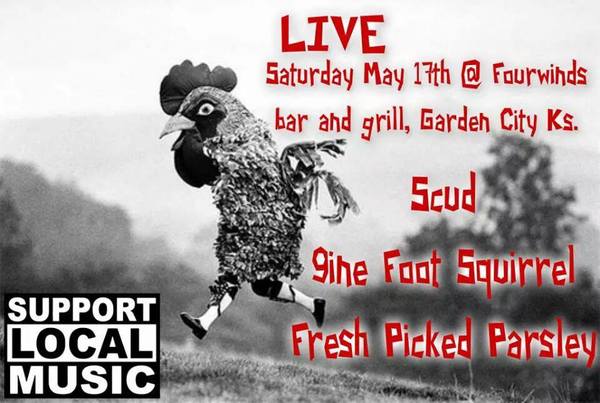 LIVE
Saturday May 17th @ Fourwinds
bar and grill, Garden City Ks.
Scud
9ine Foot Squirrel
Fresh Picked Parsley
SUPPORT
LOCAL
MUSIC